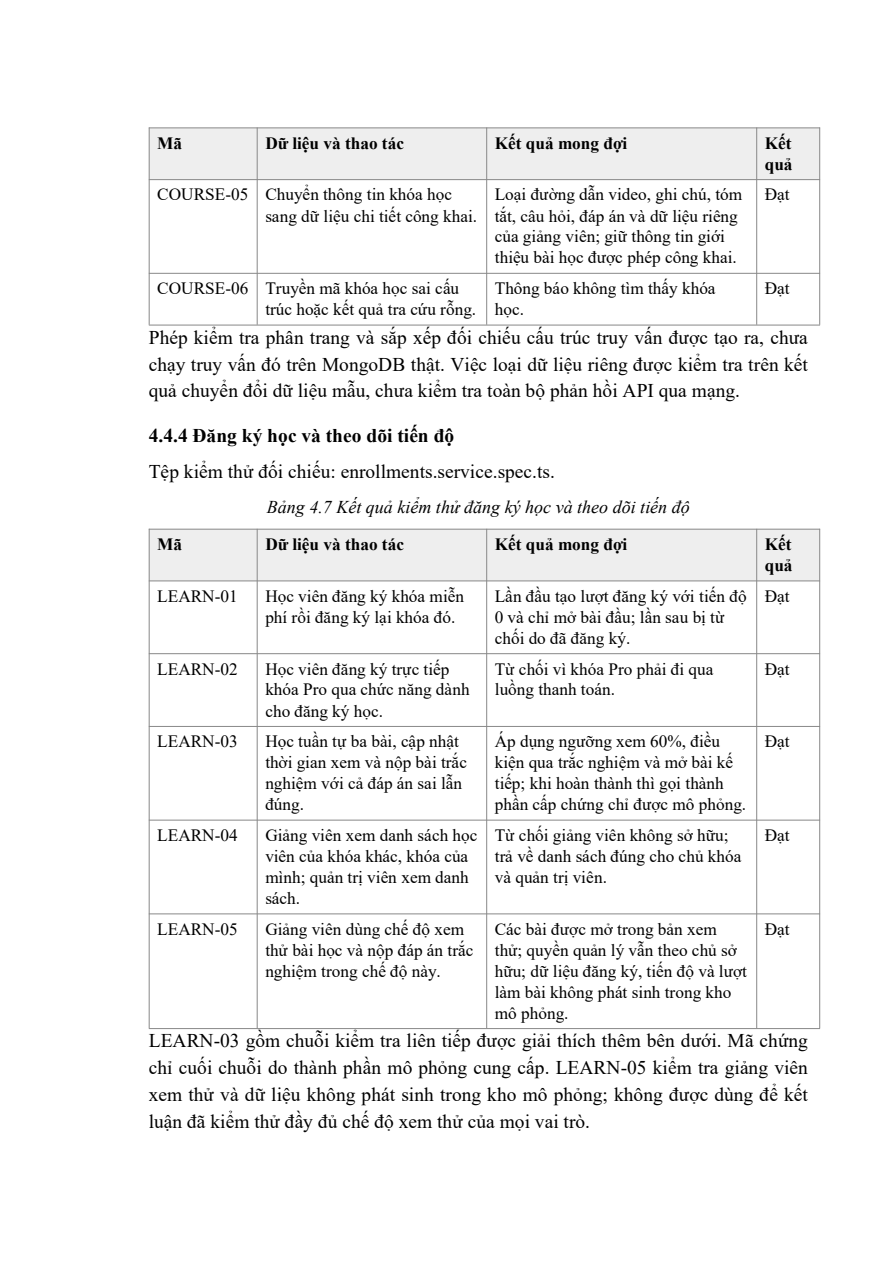 Mã Dữ liệu và thao tác Kết quả mong đợi Kết
quả
COURSE-05 Chuyển thông tin khóa học Loại đường dẫn video, ghi chú, tóm Đạt
sang dữ liệu chi tiết công khai. tắt, câu hỏi, đáp án và dữ liệu riêng
của giảng viên; giữ thông tin giới
thiệu bài học được phép công khai.
COURSE-06 Truyền mã khóa học sai cấu Thông báo không tìm thấy khóa Đạt
trúc hoặc kết quả tra cứu rỗng. học.
Phép kiểm tra phân trang và sắp xếp đối chiếu cấu trúc truy vấn được tạo ra, chưa
chạy truy vấn đó trên MongoDB thật. Việc loại dữ liệu riêng được kiểm tra trên kết
quả chuyển đổi dữ liệu mẫu, chưa kiểm tra toàn bộ phản hồi API qua mạng.
4.4.4 Đăng ký học và theo dõi tiến độ
Tệp kiểm thử đối chiếu: enrollments.service.spec.ts.
Bảng 4.7 Kết quả kiểm thử đăng ký học và theo dõi tiến độ
Mã Dữ liệu và thao tác Kết quả mong đợi Kết
quả
LEARN-01 Học viên đăng ký khóa miễn Lần đầu tạo lượt đăng ký với tiến độ Đạt
phí rồi đăng ký lại khóa đó. 0 và chỉ mở bài đầu; lần sau bị từ
chối do đã đăng ký.
LEARN-02 Học viên đăng ký trực tiếp Từ chối vì khóa Pro phải đi qua Đạt
khóa Pro qua chức năng dành luồng thanh toán.
cho đăng ký học.
LEARN-03 Học tuần tự ba bài, cập nhật Áp dụng ngưỡng xem 60%, điều Đạt
thời gian xem và nộp bài trắc kiện qua trắc nghiệm và mở bài kế
nghiệm với cả đáp án sai lẫn tiếp; khi hoàn thành thì gọi thành
đúng. phần cấp chứng chỉ được mô phỏng.
LEARN-04 Giảng viên xem danh sách học Từ chối giảng viên không sở hữu; Đạt
viên của khóa khác, khóa của trả về danh sách đúng cho chủ khóa
mình; quản trị viên xem danh và quản trị viên.
sách.
LEARN-05 Giảng viên dùng chế độ xem Các bài được mở trong bản xem Đạt
thử bài học và nộp đáp án trắc thử; quyền quản lý vẫn theo chủ sở
nghiệm trong chế độ này. hữu; dữ liệu đăng ký, tiến độ và lượt
làm bài không phát sinh trong kho
mô phỏng.
LEARN-03 gồm chuỗi kiểm tra liên tiếp được giải thích thêm bên dưới. Mã chứng
chỉ cuối chuỗi do thành phần mô phỏng cung cấp. LEARN-05 kiểm tra giảng viên
xem thử và dữ liệu không phát sinh trong kho mô phỏng; không được dùng để kết
luận đã kiểm thử đầy đủ chế độ xem thử của mọi vai trò.